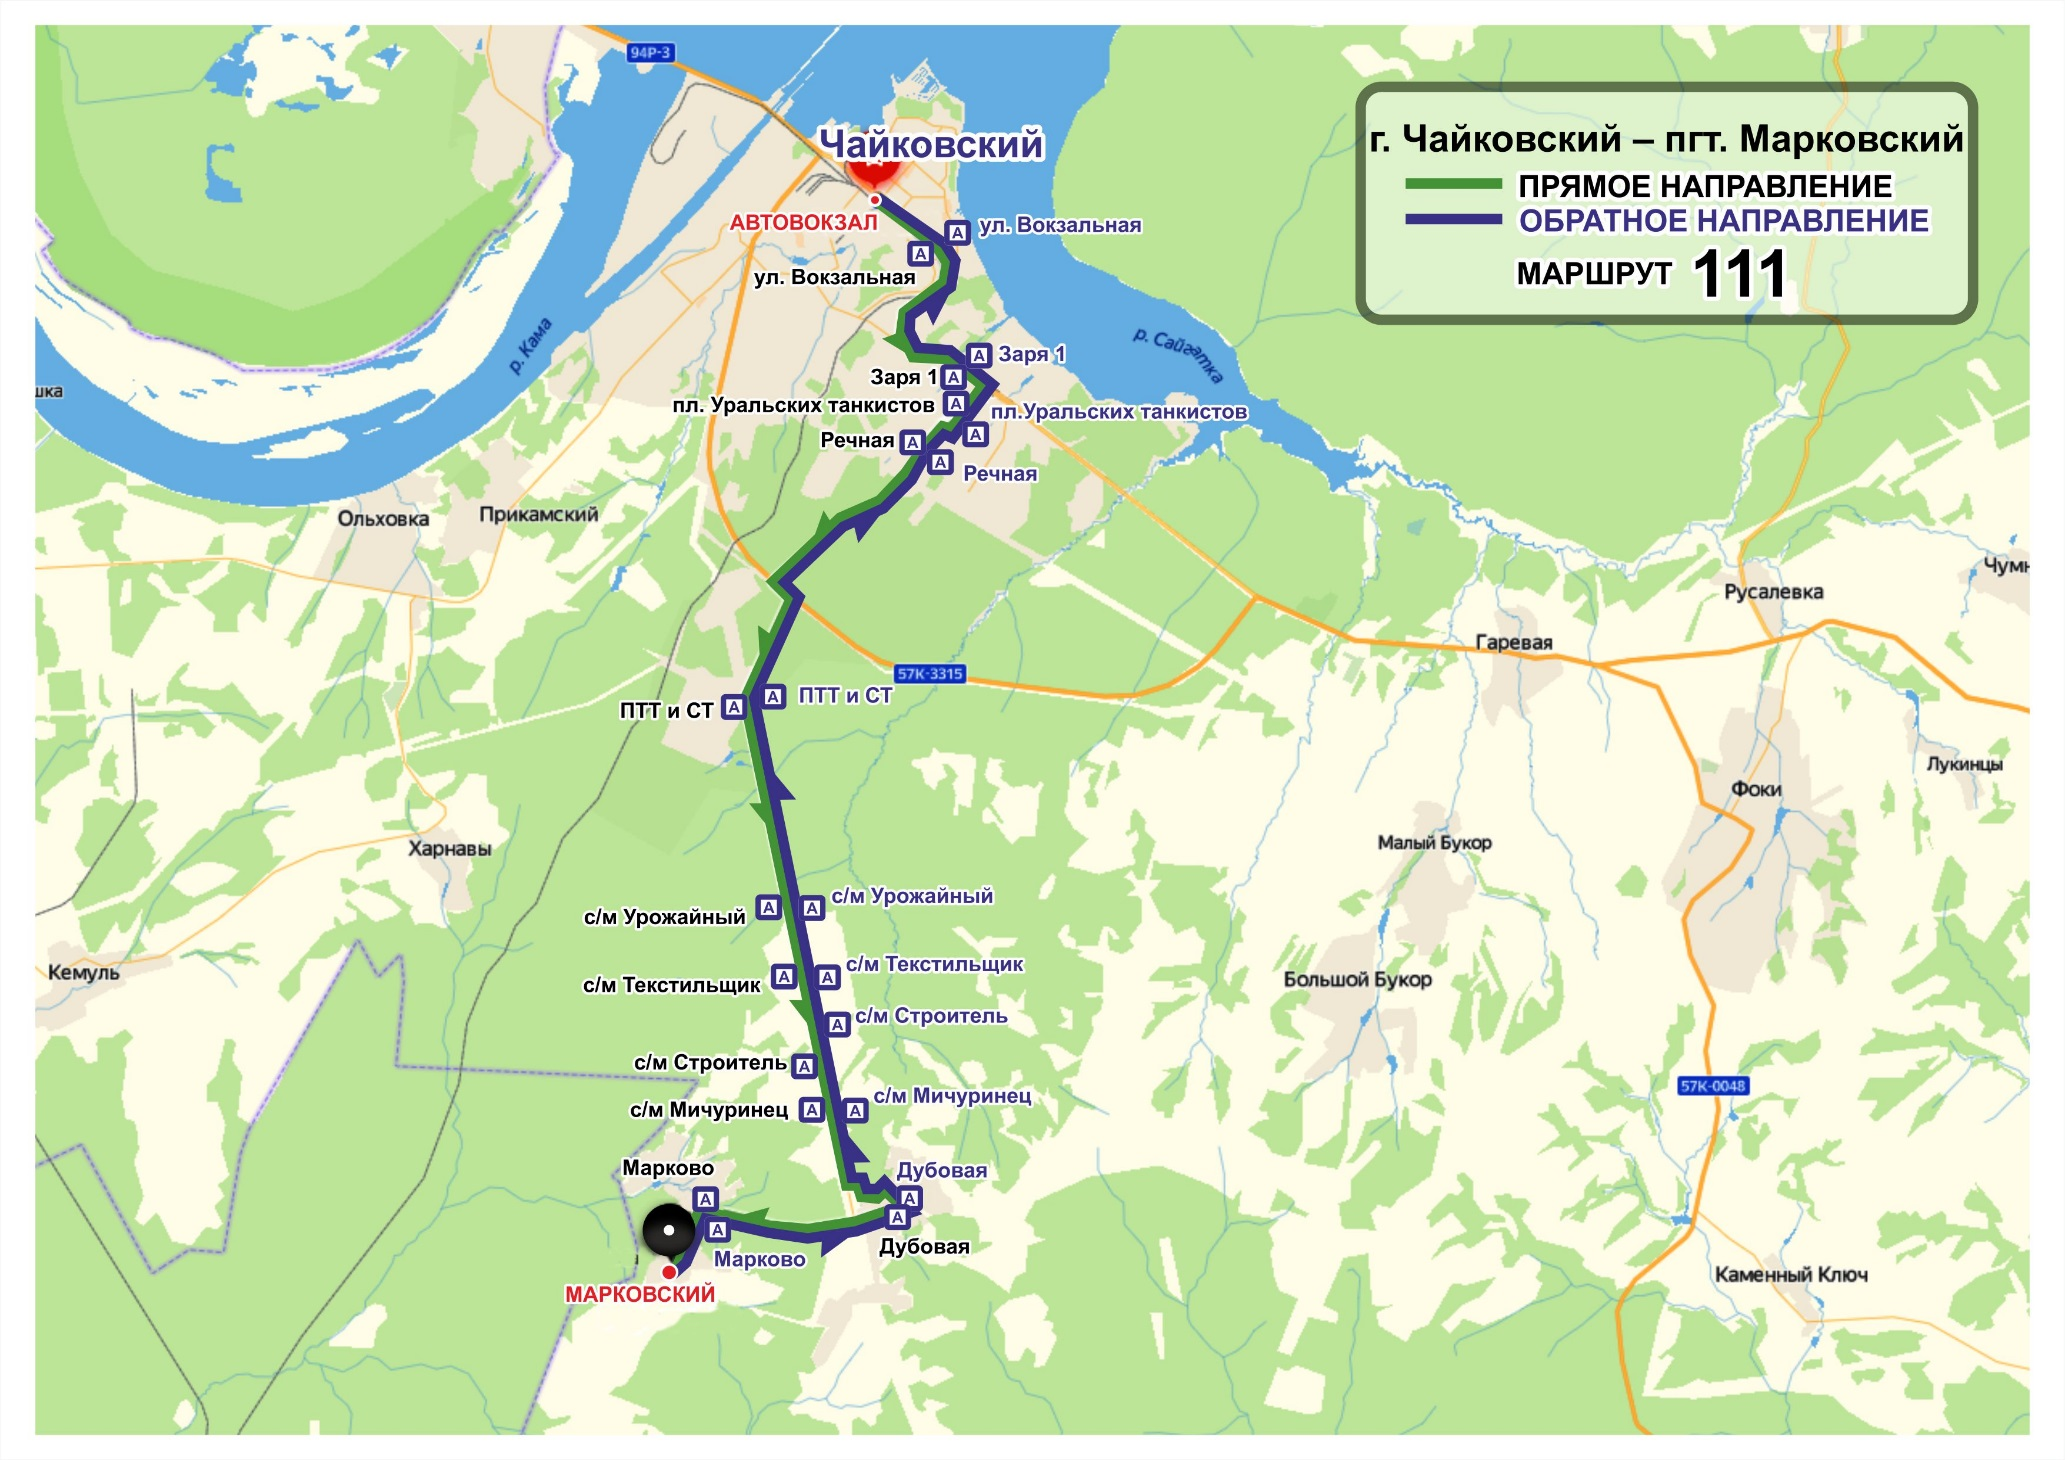 94Р-3
Чайковский
АВТОВОКЗАЛ
г. Чайковский – пгт. Марковский
ПРЯМОЕ НАПРАВЛЕНИЕ
ОБРАТНОЕ НАПРАВЛЕНИЕ
МАРШРУТ 111
А ул. Вокзальная
А
ул. Вокзальная
р. Кама
р. Сайгатка
шка
А Заря 1
Заря 1 А
пл. Уральских танкистов А
пл.Уральских танкистов
А
Речная А
А
Речная
Ольховка
Прикамский
Чумн
Русалевка
Гаревая
57К-3315
ПТТ и СТ А
А ПТТ и СТ
Лукинцы
Фоки
Малый Букор
Харнавы
с/м Урожайный А
А с/м Урожайный
Кемуль
с/м Текстильщик А
А с/м Текстильщик
Большой Букор
А с/м Строитель
с/м Строитель А
57К-0048
с/м Мичуринец А
А с/м Мичуринец
Марково
А
Дубовая
А
А
Дубовая
А
Марково
МАРКОВСКИЙ
Каменный Ключ